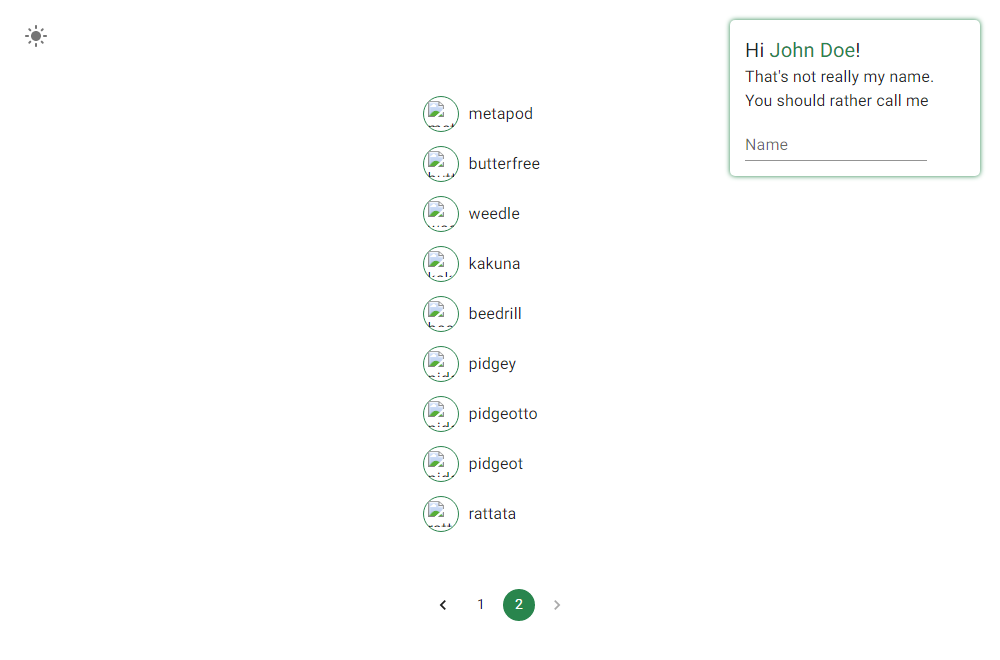 Hi John Doe!
That's not really my name.
You should rather call me
Name
metapod
butterfree
weedle
kakuna
beedrill
pidgey
pidgeotto
pidgeot
rattata
1 2